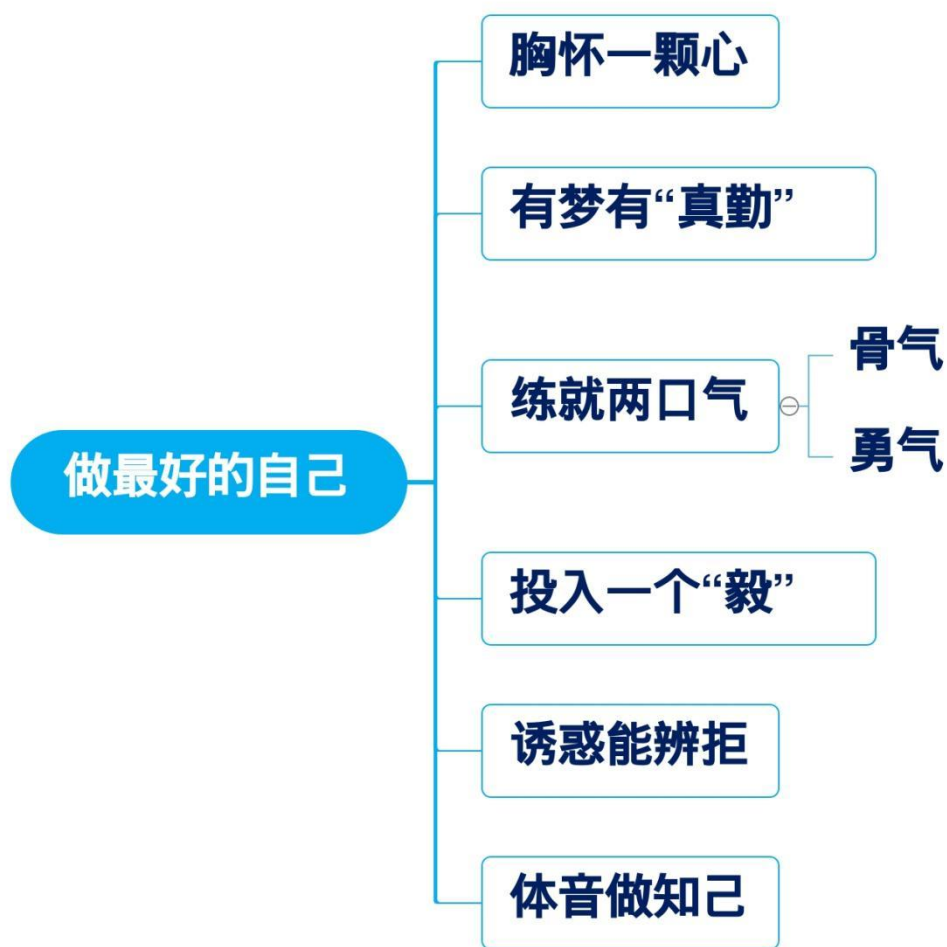 做最好的自己
胸怀一颗心
有梦有“真勤”
练就两口气
骨气
勇气
投入一个“毅”
诱惑能辨拒
体音做知己